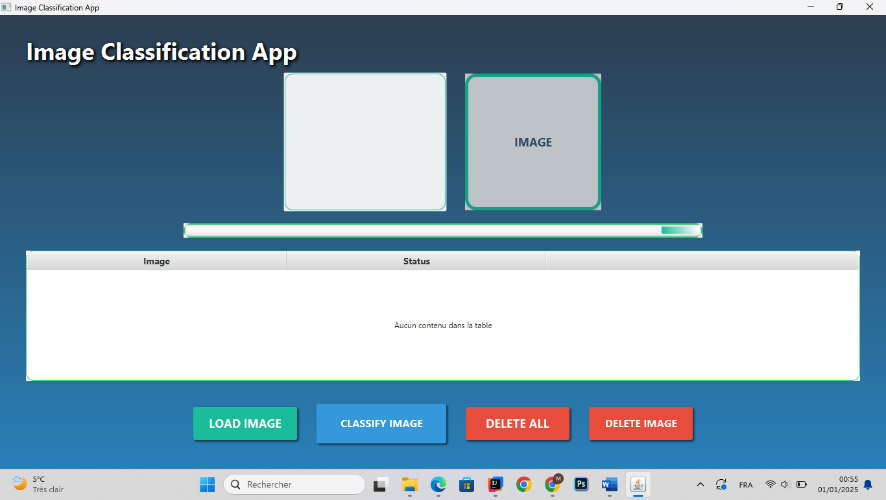 Image Classification App
Image Classification App
IMAGE
Image Status
Aucun contenu dans la table
LOAD IMAGE CLASSIFY IMAGE DELETE ALL DELETE IMAGE
5°C
Très clair
Rechercher
M
Ps
W
FRA
00:55
01/01/2025